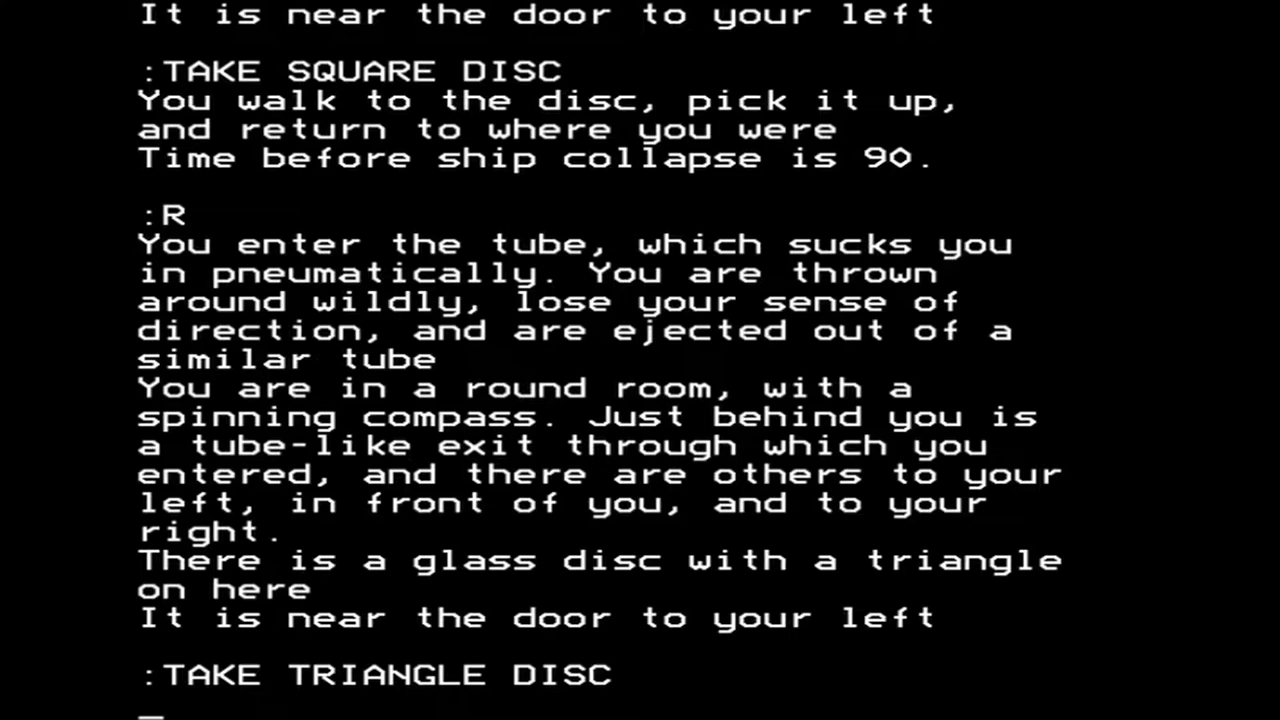 It is near the door to your left
:TAKE SQUARE DISC
You walk to the disc, pick it up,
and return to where you were
Time before ship collapse is 90.
:R
You enter the tube, which sucks you
in pneumatically. You are thrown
around wildly, lose your sense of
direction, and are ejected out of a
similar tube
You are in a round room, with a
spinning compass. Just behind you is
a tube-like exit through which you
entered, and there are others to your
left, in front of you, and to your
right.
There is a glass disc with a triangle
on here
It is near the door to your left
:TAKE TRIANGLE DISC